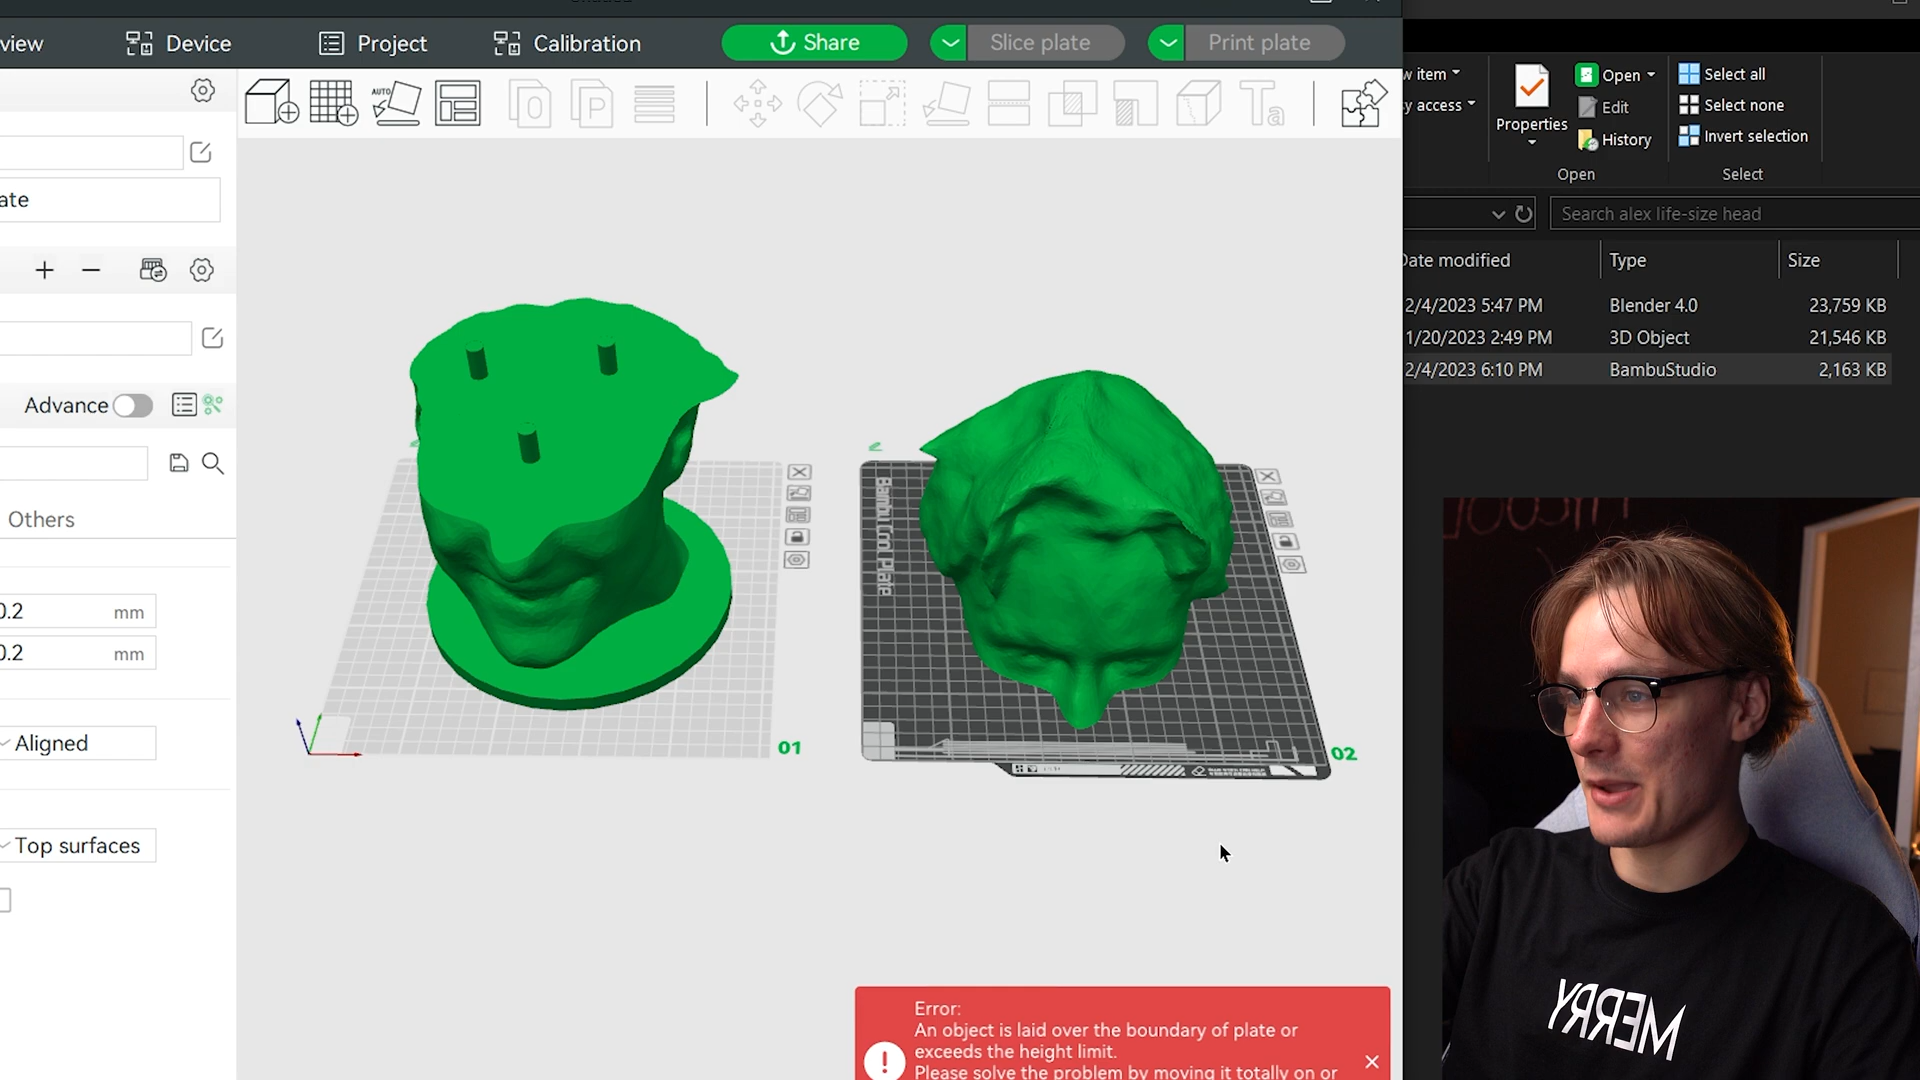 view
Device
Project
Calibration
Share
Slice plate
Print plate
AUTO
O
P
Ta
ate
Advance
Others
0.2 mm
0.2 mm
Aligned
Top surfaces
Bambu Cool Plate
01
02
Error:
An object is laid over the boundary of plate or
exceeds the height limit.
Please solve the problem by moving it totally on or
w item
y access
Properties
Open
Edit
History
Open
Select all
Select none
Invert selection
Select
Search alex life-size head
Date modified Type Size
2/4/2023 5:47 PM Blender 4.0 23,759 KB
1/20/2023 2:49 PM 3D Object 21,546 KB
2/4/2023 6:10 PM BambuStudio 2,163 KB
MERRY